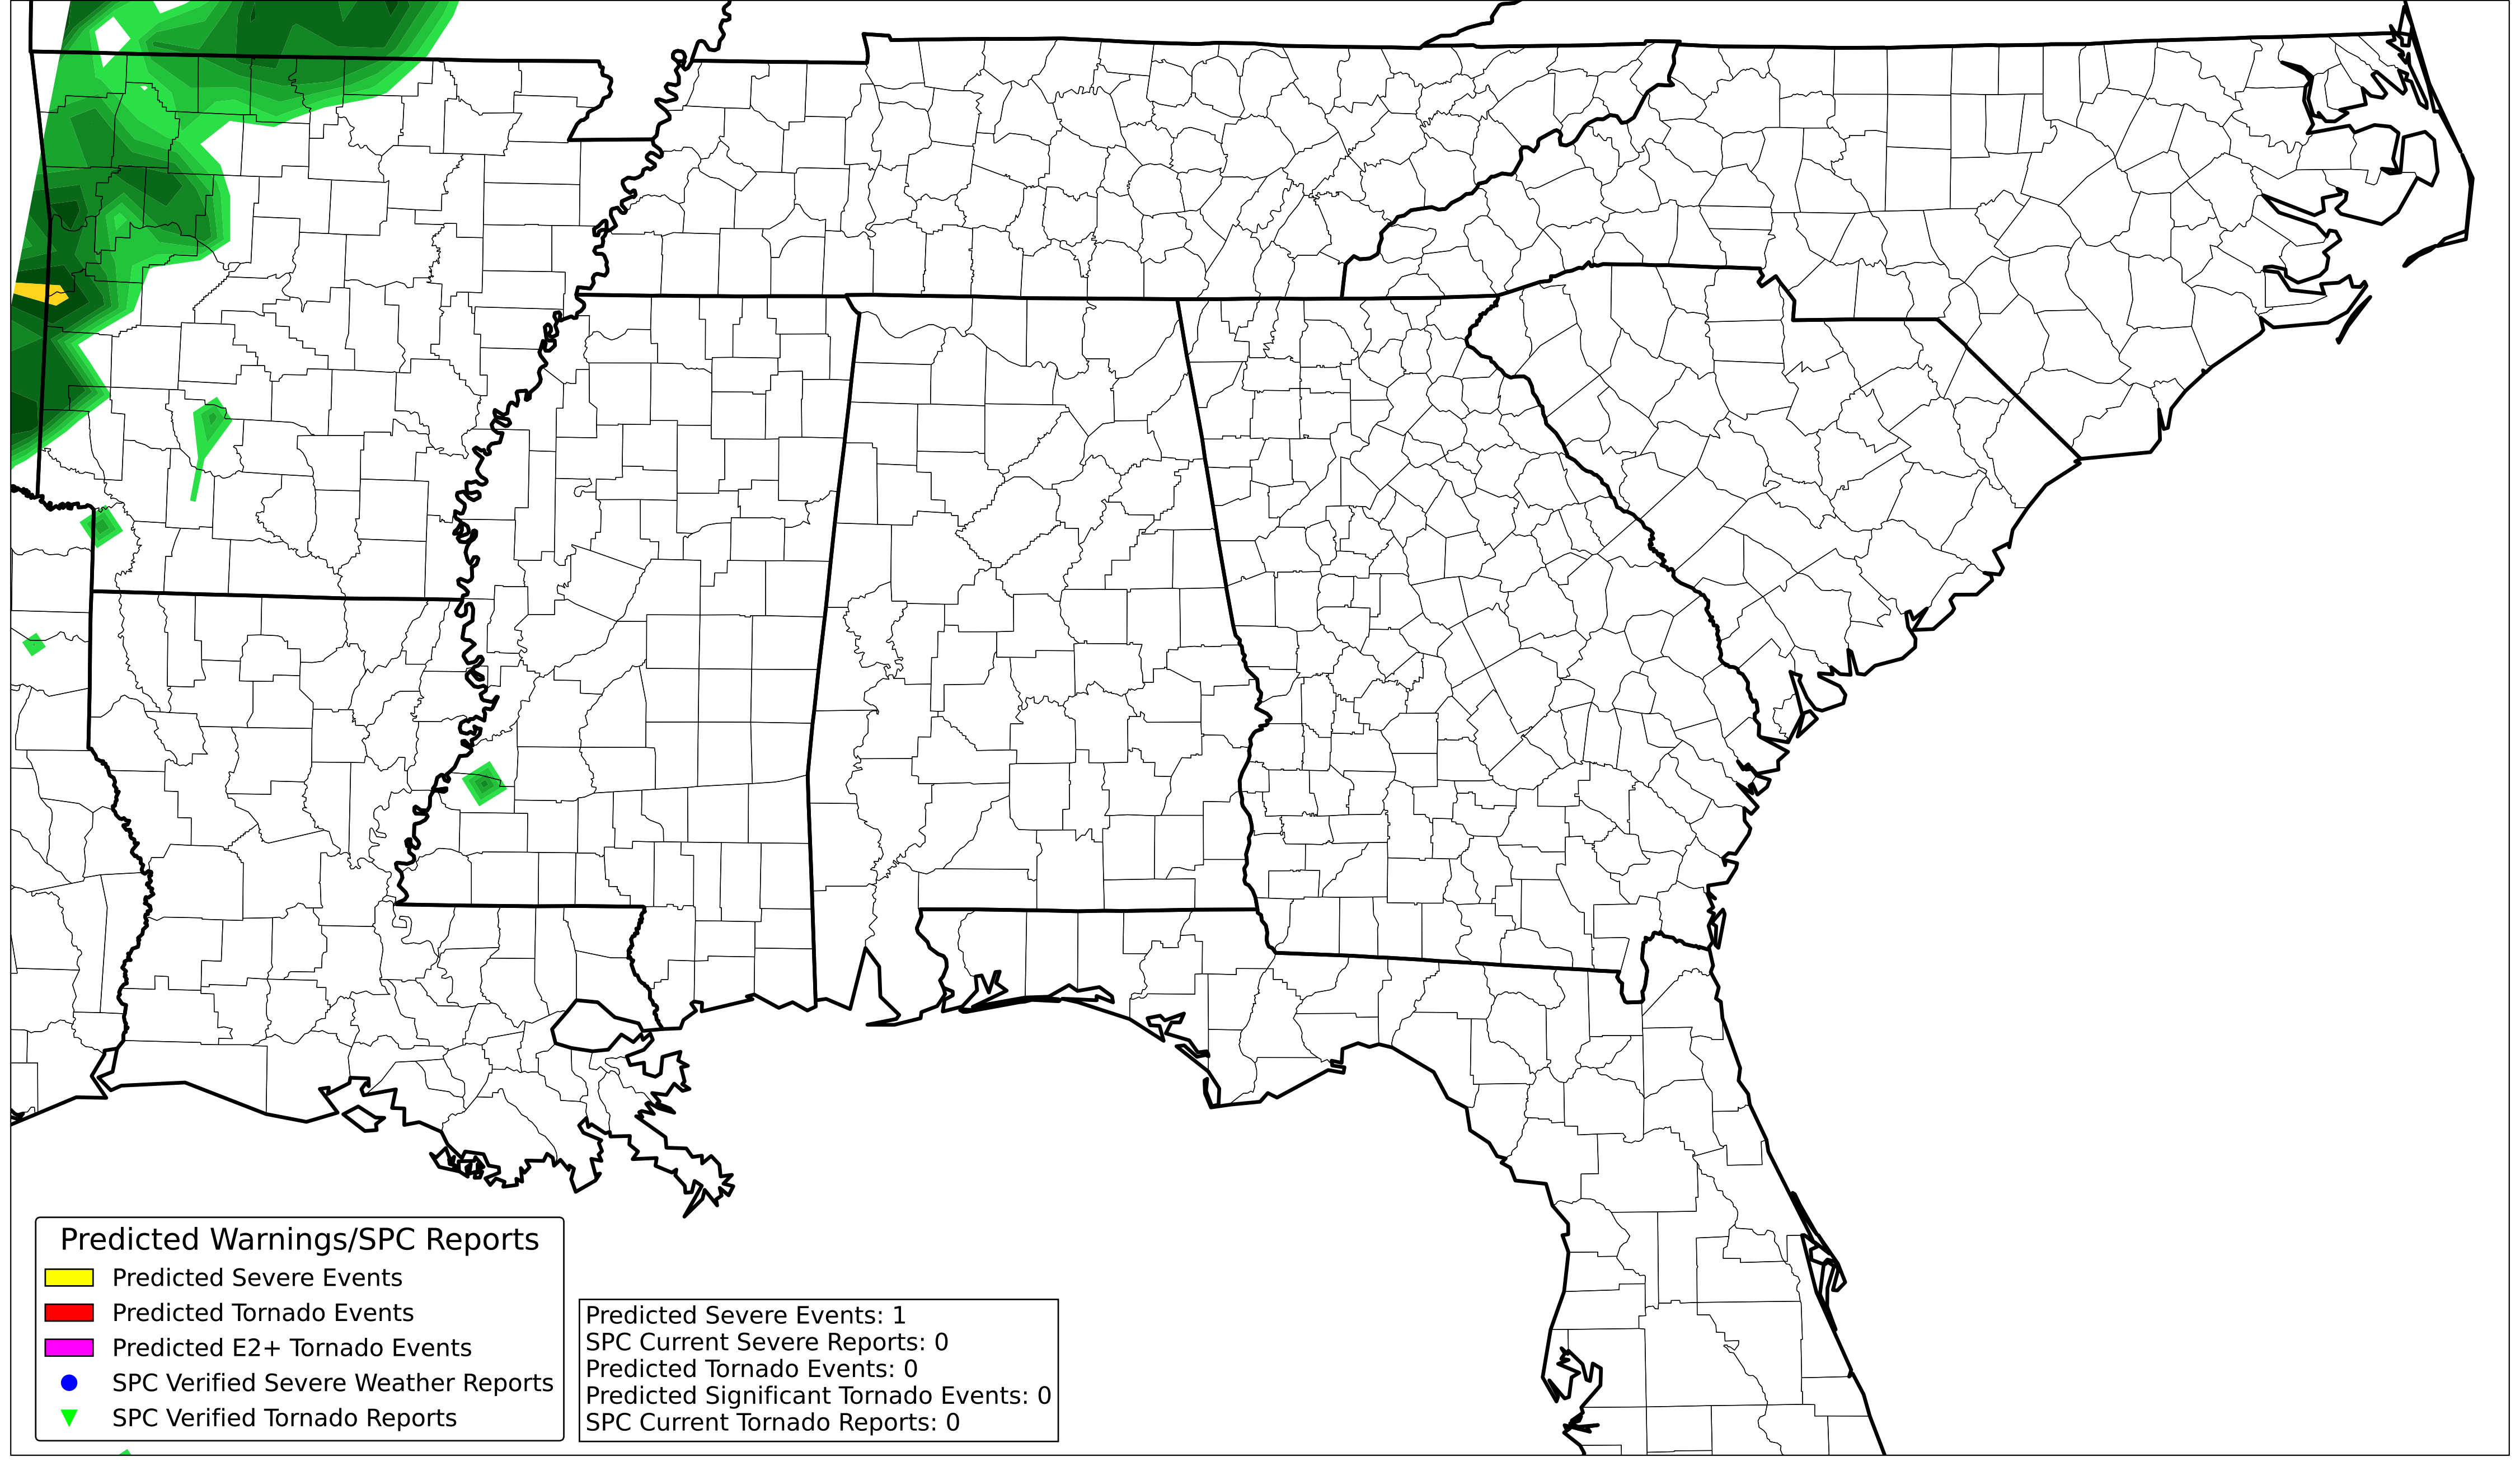 Predicted Warnings/SPC Reports
Predicted Severe Events
Predicted Tornado Events
Predicted E2+ Tornado Events
SPC Verified Severe Weather Reports
SPC Verified Tornado Reports
Predicted Severe Events: 1
SPC Current Severe Reports: 0
Predicted Tornado Events: 0
Predicted Significant Tornado Events: 0
SPC Current Tornado Reports: 0